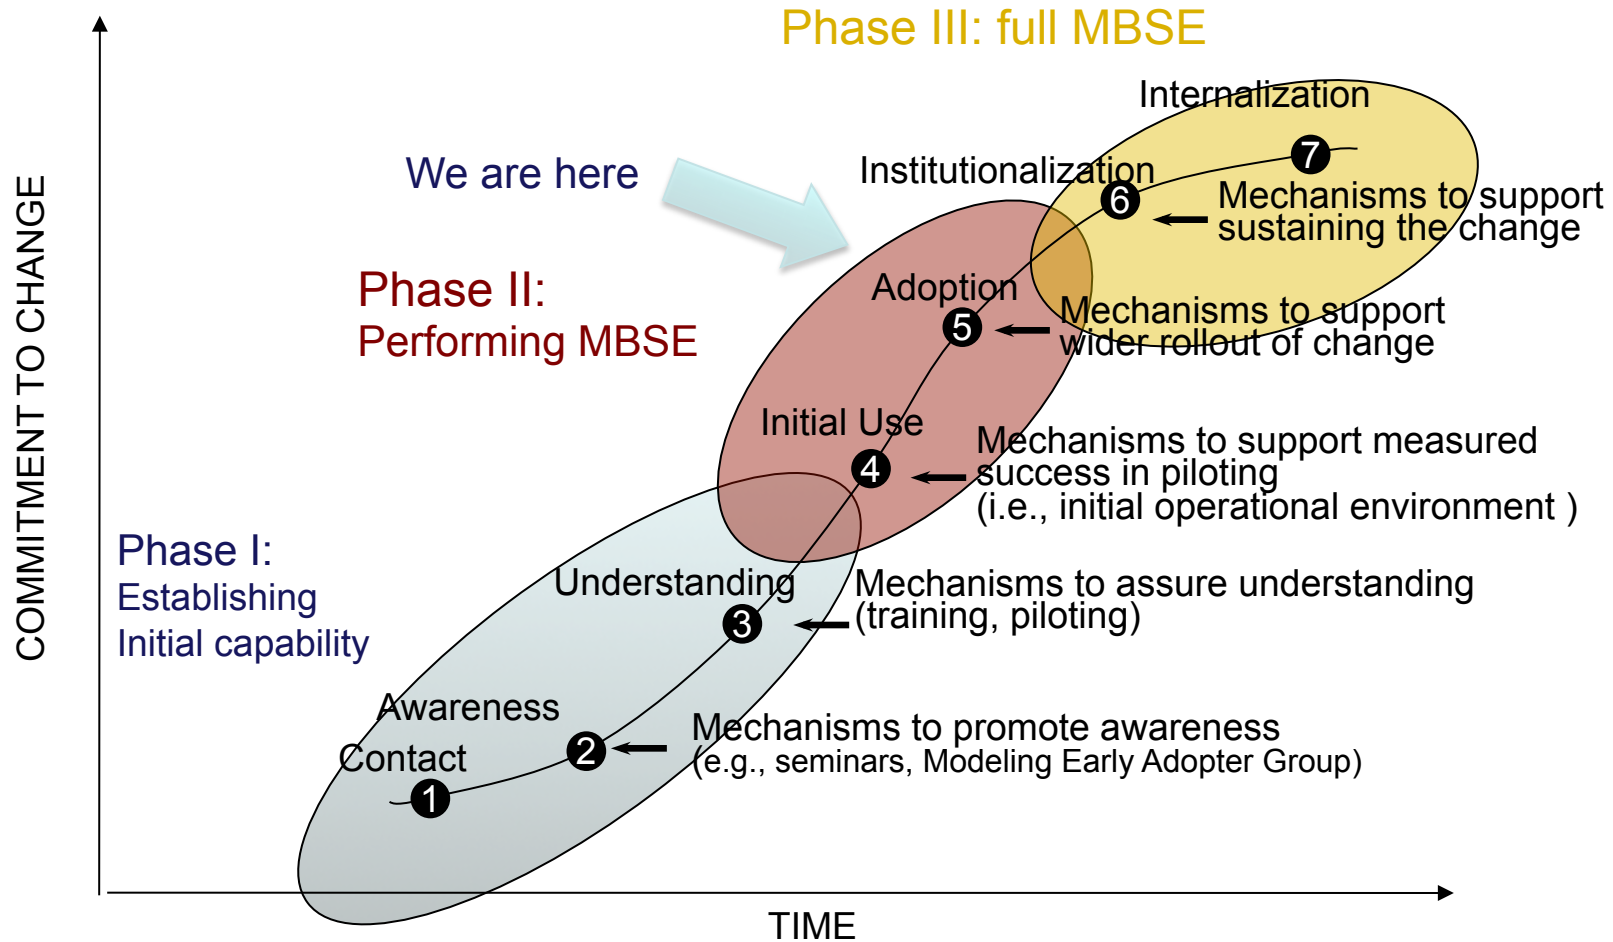 Phase III: full MBSE
Internalization
7
We are here
Institutionalization
6
Mechanisms to support
sustaining the change
COMMITMENT TO CHANGE
Phase II:
Performing MBSE
Adoption
5
Mechanisms to support
wider rollout of change
Initial Use
4
Mechanisms to support measured
success in piloting
(i.e., initial operational environment )
Phase I:
Establishing
Initial capability
Understanding
3
Mechanisms to assure understanding
(training, piloting)
Awareness
2
Mechanisms to promote awareness
(e.g., seminars, Modeling Early Adopter Group)
Contact
1
TIME